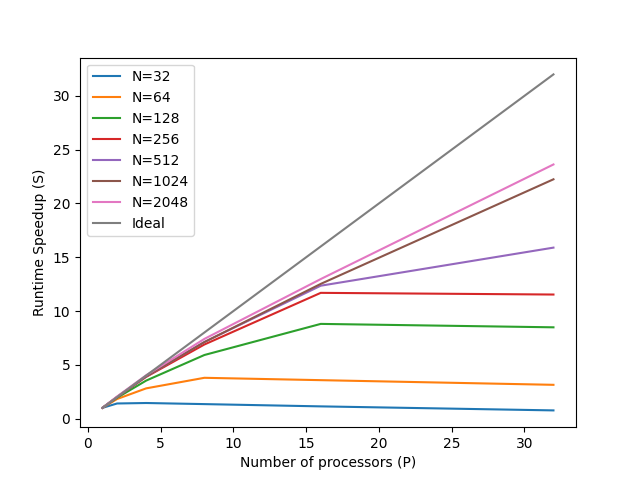 N=32
N=64
N=128
N=256
N=512
N=1024
N=2048
Ideal
Runtime Speedup (S)
30
25
20
15
10
5
0
0 5 10 15 20 25 30
Number of processors (P)